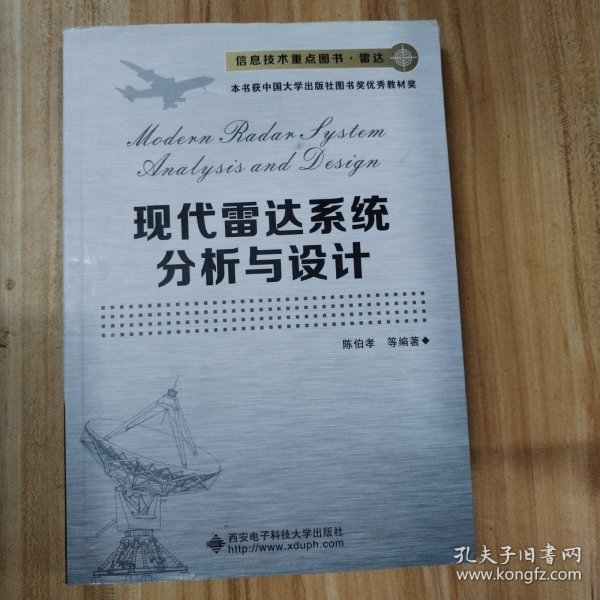 信息技术重点图书·雷达
本书获中国大学出版社图书奖优秀教材奖
Modern Radar System
Analysis and Design
现代雷达系统
分析与设计
陈伯孝 等编著
西安电子科技大学出版社
http://www.xduph.com
孔夫子旧书网
www.kongfz.com